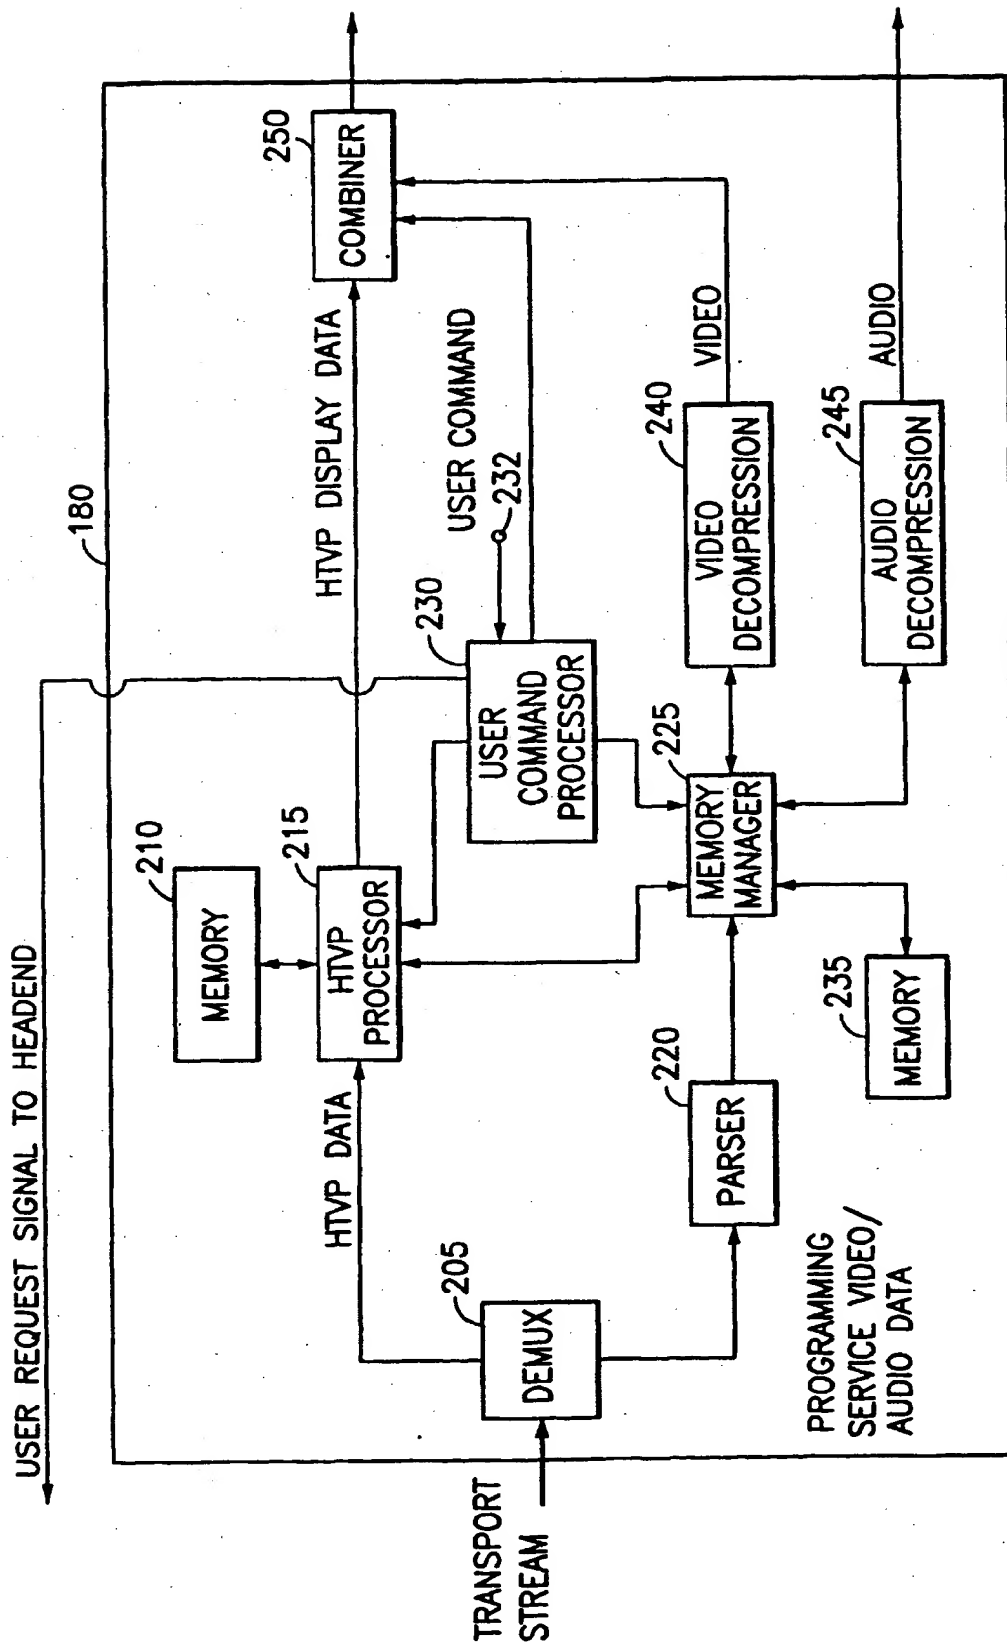 USER REQUEST SIGNAL TO HEADEND
180
210
MEMORY
215
HTVP
PROCESSOR
HTVP DATA
HTVP DISPLAY DATA
250
COMBINER
USER COMMAND
232
230
USER
COMMAND
PROCESSOR
TRANSPORT
STREAM
205
DEMUX
220
PARSER
225
MEMORY
MANAGER
235
MEMORY
240
VIDEO
DECOMPRESSION
VIDEO
245
AUDIO
DECOMPRESSION
AUDIO
PROGRAMMING
SERVICE VIDEO/
AUDIO DATA